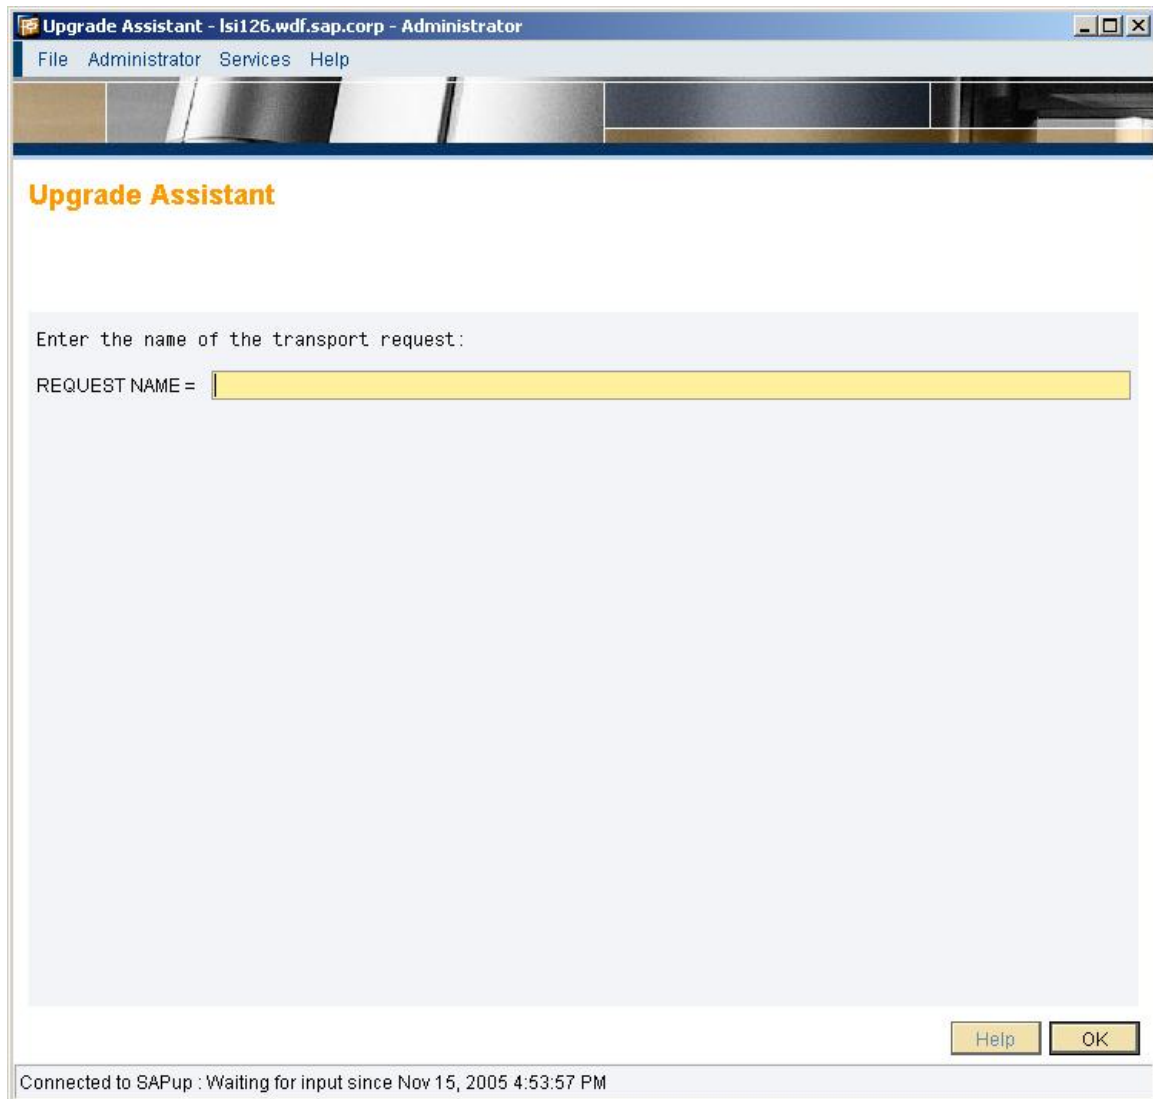 Upgrade Assistant - lsi126.wdf.sap.corp - Administrator
File Administrator Services Help
Upgrade Assistant
Enter the name of the transport request:
REQUEST NAME =
Help OK
Connected to SAPup : Waiting for input since Nov 15, 2005 4:53:57 PM